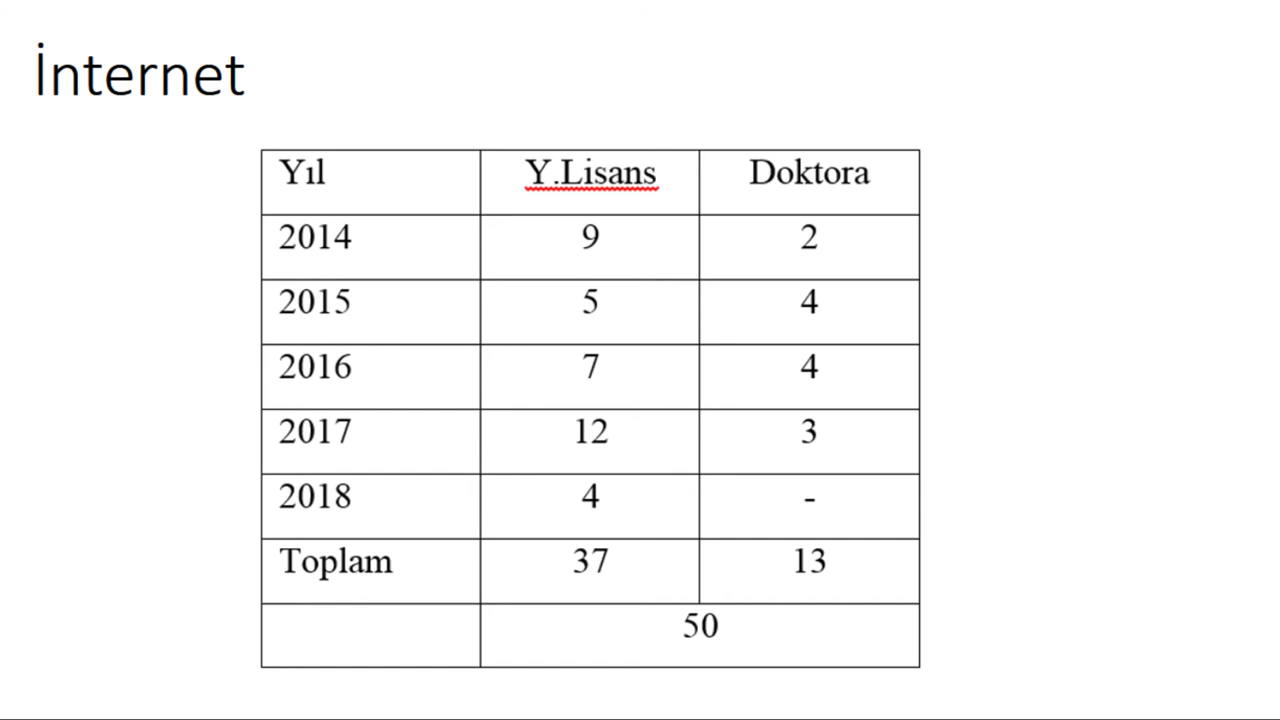 İnternet
Yıl Y.Lisans Doktora
2014 9 2
2015 5 4
2016 7 4
2017 12 3
2018 4 -
Toplam 37 13
50